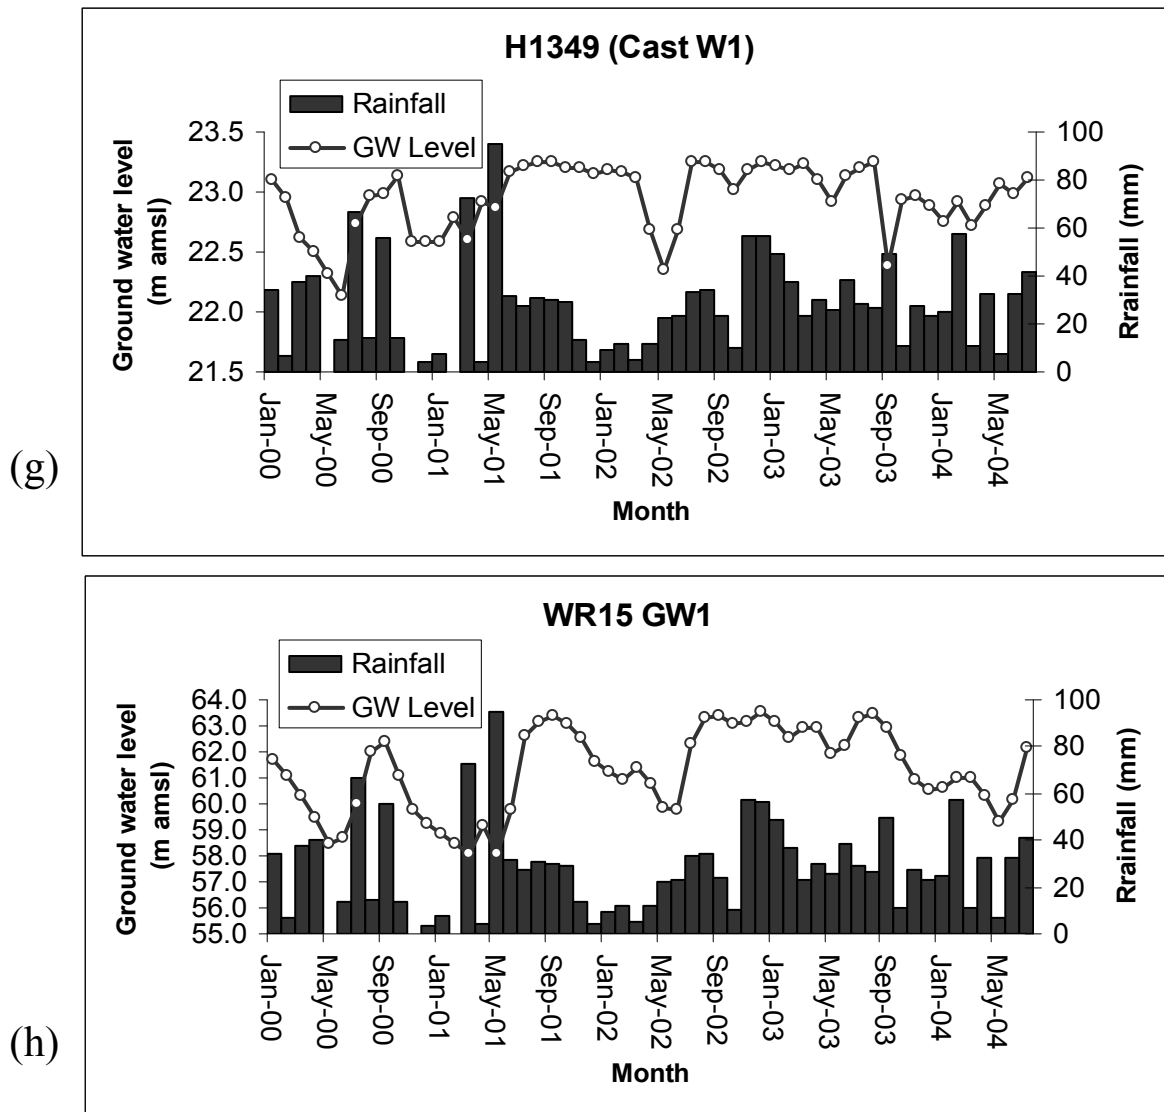 H1349 (Cast W1)
Rainfall
GW Level
Ground water level
(m amsl)
23.5
23.0
22.5
22.0
21.5
100
80
60
40
20
0
Rrainfall (mm)
Jan-00
May-00
Sep-00
Jan-01
May-01
Sep-01
Jan-02
May-02
Sep-02
Jan-03
May-03
Sep-03
Jan-04
May-04
Month
(g)
WR15 GW1
Rainfall
GW Level
Ground water level
(m amsl)
64.0
63.0
62.0
61.0
60.0
59.0
58.0
57.0
56.0
55.0
100
80
60
40
20
0
Rrainfall (mm)
Jan-00
May-00
Sep-00
Jan-01
May-01
Sep-01
Jan-02
May-02
Sep-02
Jan-03
May-03
Sep-03
Jan-04
May-04
Month
(h)